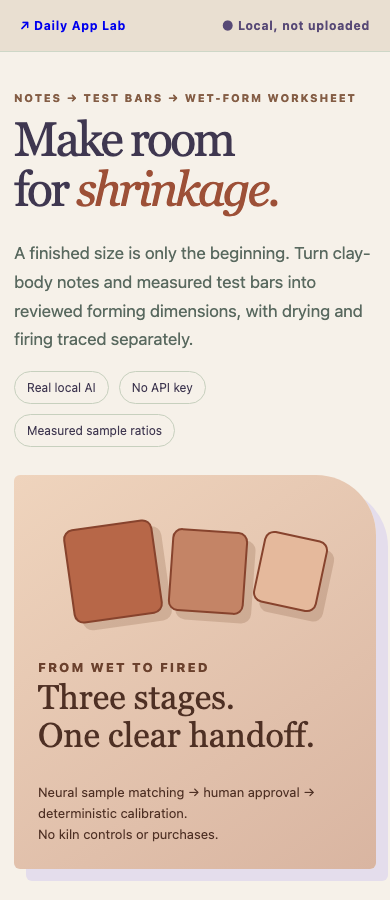 ↗ Daily App Lab
● Local, not uploaded
NOTES → TEST BARS → WET-FORM WORKSHEET
Make room
for shrinkage.
A finished size is only the beginning. Turn clay-
body notes and measured test bars into
reviewed forming dimensions, with drying and
firing traced separately.
Real local AI
No API key
Measured sample ratios
FROM WET TO FIRED
Three stages.
One clear handoff.
Neural sample matching → human approval →
deterministic calibration.
No kiln controls or purchases.